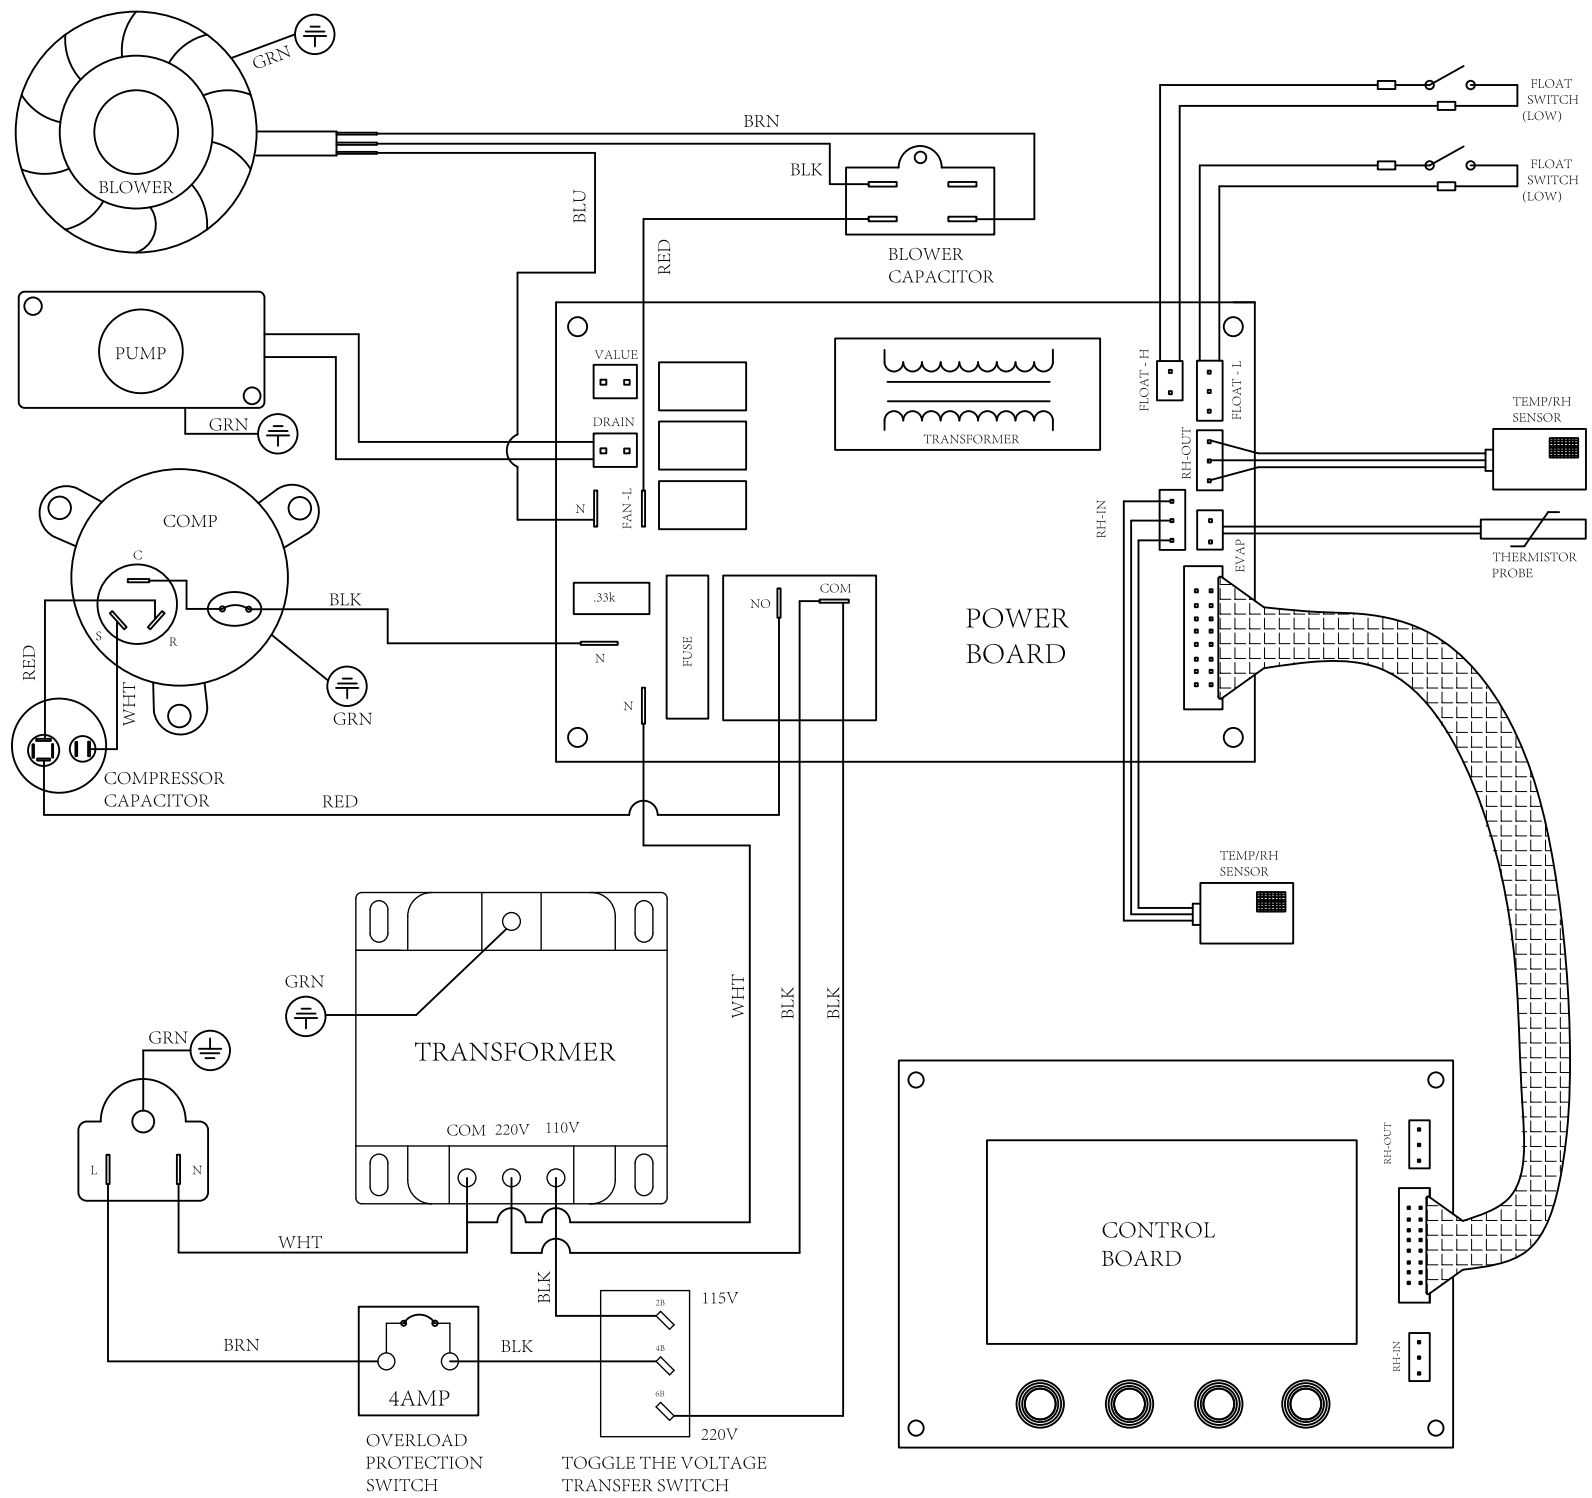 GRN
BLOWER
BRN
BLK
BLU
RED
BLOWER
CAPACITOR
FLOAT
SWITCH
(LOW)
FLOAT
SWITCH
(LOW)
PUMP
GRN
VALUE
DRAIN
N
FAN -L
TRANSFORMER
FLOAT - H
FLOAT - L
RH-OUT
RH-IN
EVAP
TEMP/RH
SENSOR
THERMISTOR
PROBE
COMP
C
S
R
BLK
RED
WHT
GRN
COMPRESSOR
CAPACITOR
RED
.33k
N
N
FUSE
NO
COM
POWER
BOARD
TEMP/RH
SENSOR
GRN
TRANSFORMER
COM 220V 110V
WHT
BLK
BLK
GRN
L
N
WHT
BRN
4AMP
OVERLOAD
PROTECTION
SWITCH
BLK
BLK
2B
4B
6B
115V
220V
TOGGLE THE VOLTAGE
TRANSFER SWITCH
CONTROL
BOARD
RH-OUT
RH-IN